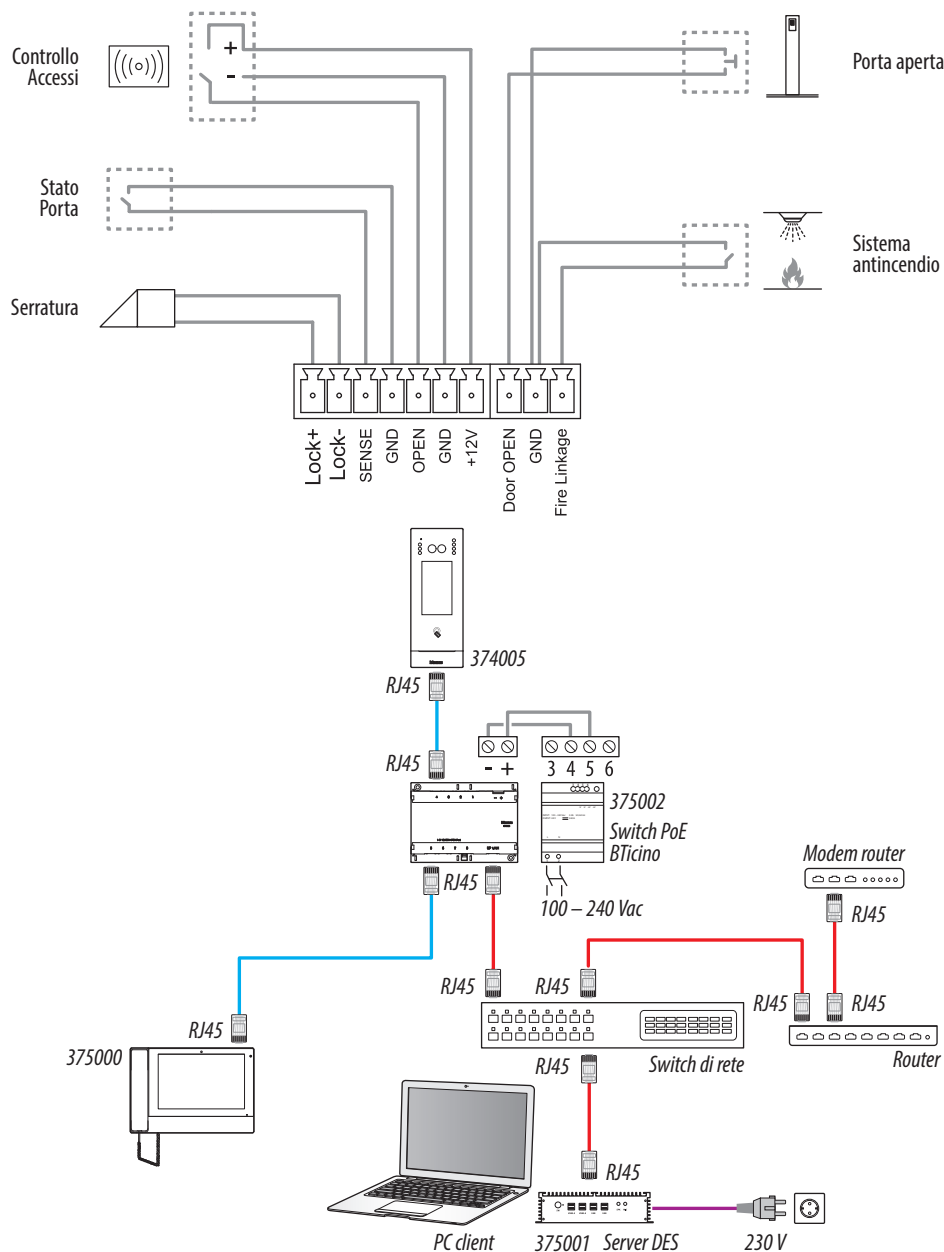 Controllo
Accessi
+
-
Porta aperta
Stato
Porta
Sistema
antincendio
Serratura
Lock+
Lock-
SENSE
GND
OPEN
GND
+12V
Door OPEN
GND
Fire Linkage
374005
RJ45
RJ45
- +
3 4 5 6
375002
Switch PoE
BTicino
100 – 240 Vac
RJ45
Modem router
RJ45
RJ45
RJ45
RJ45
RJ45
RJ45
375000
RJ45
Switch di rete
Router
RJ45
PC client
375001
Server DES
230 V